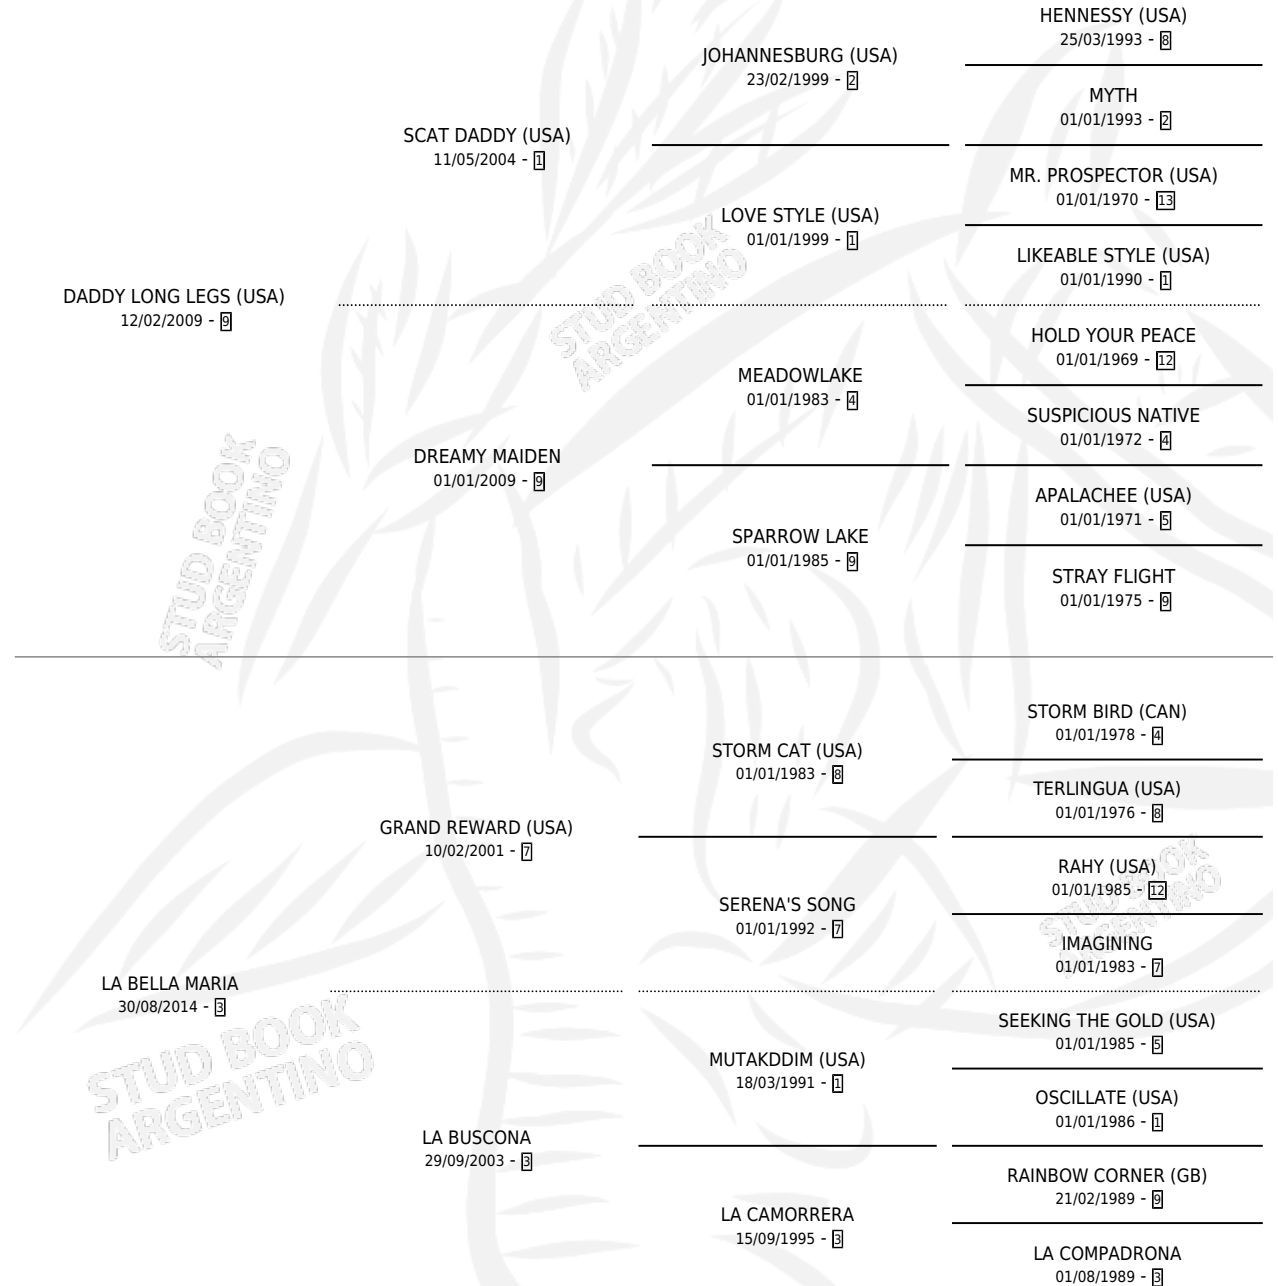 HENNESSY (USA)
25/03/1993 - 8
JOHANNESBURG (USA)
23/02/1999 - 2
MYTH
01/01/1993 - 2
SCAT DADDY (USA)
11/05/2004 - 1
MR. PROSPECTOR (USA)
01/01/1970 - 13
LOVE STYLE (USA)
01/01/1999 - 1
LIKEABLE STYLE (USA)
01/01/1990 - 1
DADDY LONG LEGS (USA)
12/02/2009 - 9
HOLD YOUR PEACE
01/01/1969 - 12
MEADOWLAKE
01/01/1983 - 4
SUSPICIOUS NATIVE
01/01/1972 - 4
DREAMY MAIDEN
01/01/2009 - 9
APALACHEE (USA)
01/01/1971 - 5
SPARROW LAKE
01/01/1985 - 9
STRAY FLIGHT
01/01/1975 - 9
STORM BIRD (CAN)
01/01/1978 - 4
STORM CAT (USA)
01/01/1983 - 8
TERLINGUA (USA)
01/01/1976 - 8
GRAND REWARD (USA)
10/02/2001 - 7
RAHY (USA)
01/01/1985 - 12
SERENA'S SONG
01/01/1992 - 7
IMAGINING
01/01/1983 - 7
LA BELLA MARIA
30/08/2014 - 3
SEEKING THE GOLD (USA)
01/01/1985 - 5
MUTAKDDIM (USA)
18/03/1991 - 1
OSCILLATE (USA)
01/01/1986 - 1
LA BUSCONA
29/09/2003 - 3
RAINBOW CORNER (GB)
21/02/1989 - 9
LA CAMORRERA
15/09/1995 - 3
LA COMPADRONA
01/08/1989 - 3
STUD BOOK
ARGENTINO
STUD BOOK
ARGENTINO
STUD BOOK
ARGENTINO
STUD BOOK
ARGENTINO